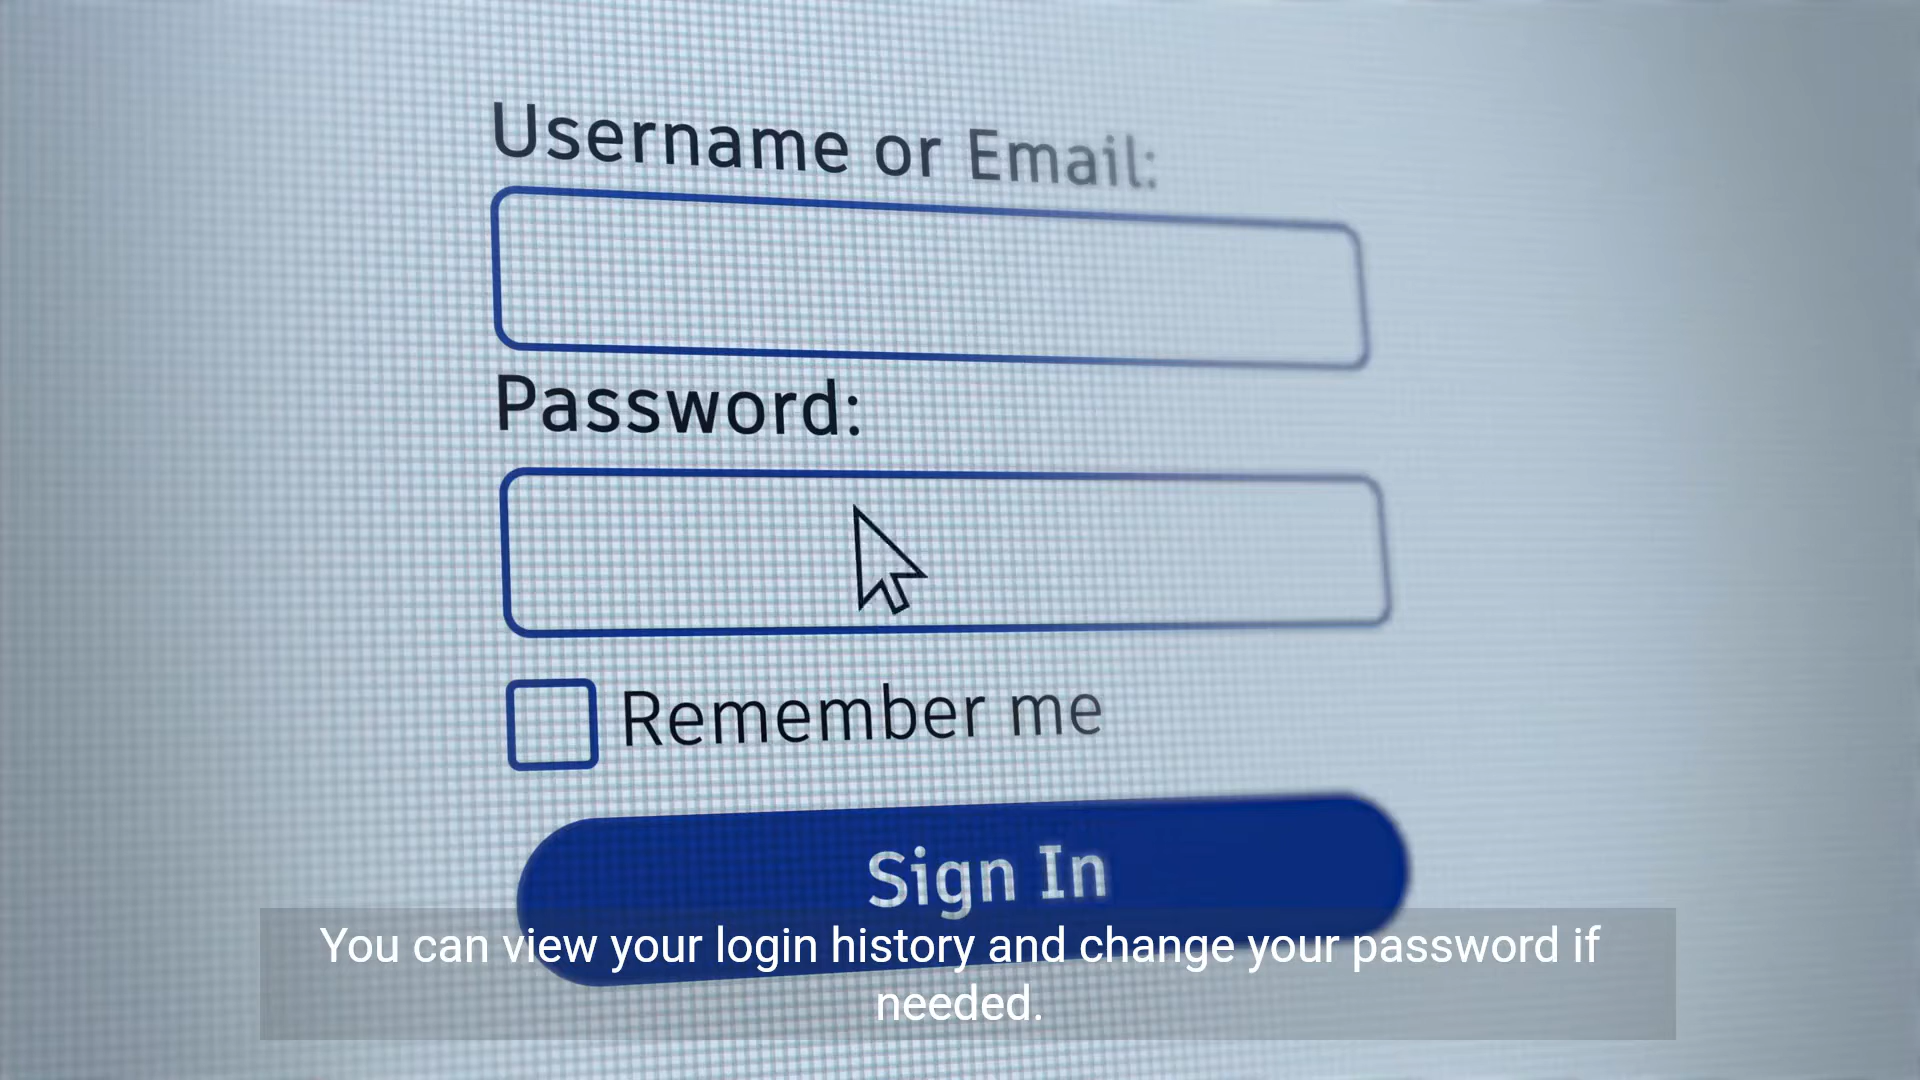 Username or Email:
Password:
Remember me
Sign In
You can view your login history and change your password if
needed.